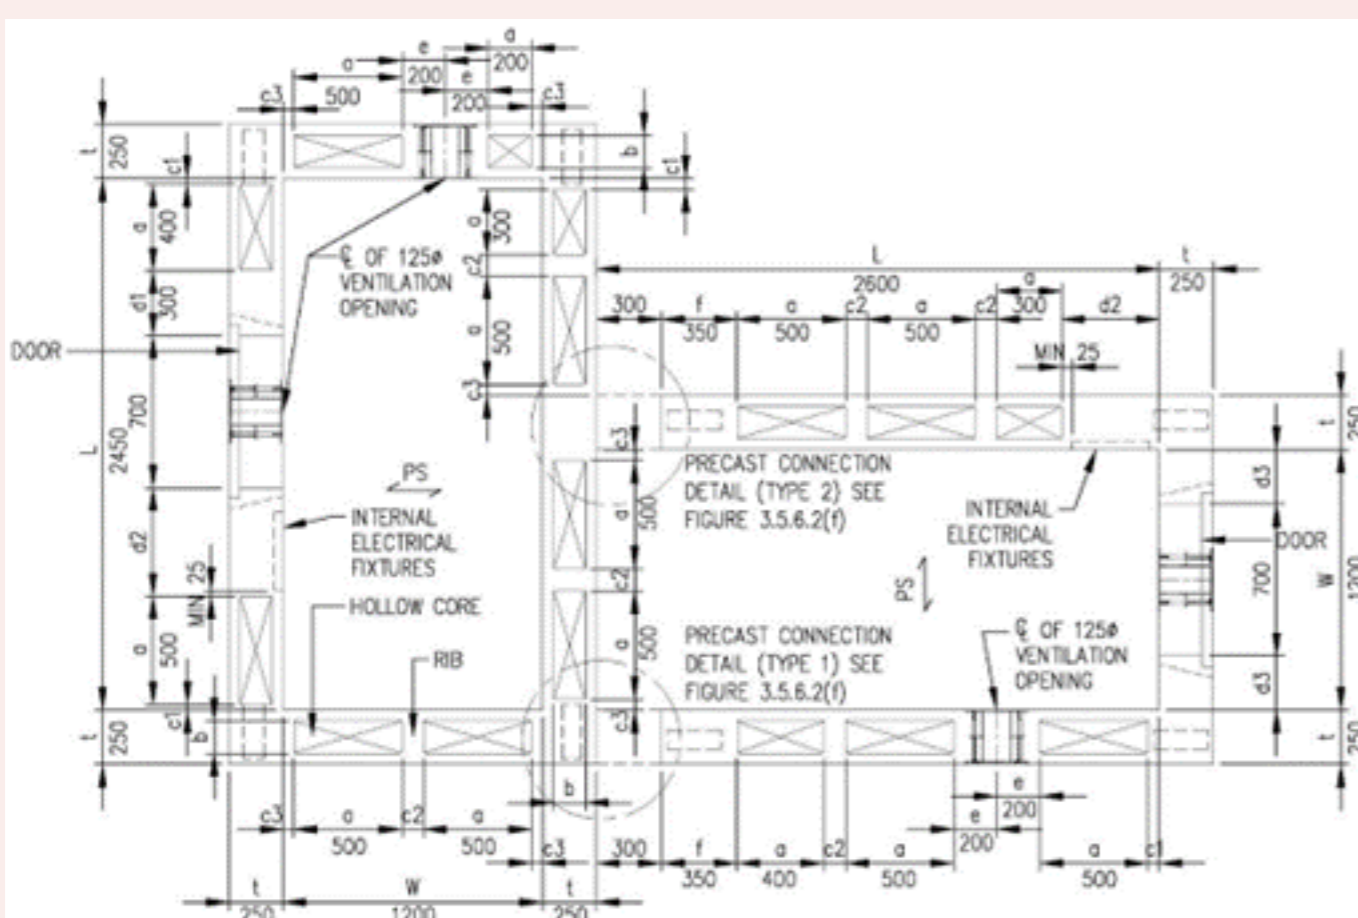 a
e
a
200
200
a
e
c3
500
200
c3
t
250
c1
b
c1
a
400
a
300
℄ OF 125ø
VENTILATION
OPENING
c2
L
2600
t
250
d1
300
a
500
300
f
350
a
500
c2
a
500
c2
a
300
d2
DOOR
MIN 25
c3
700
L
2450
t
250
c3
PS
PRECAST CONNECTION
DETAIL (TYPE 2) SEE
FIGURE 3.5.6.2(f)
d3
a1
500
INTERNAL
ELECTRICAL
FIXTURES
INTERNAL
ELECTRICAL
FIXTURES
DOOR
d2
MIN 25
c2
PS
700
W
1200
HOLLOW CORE
a
500
RIB
a
500
PRECAST CONNECTION
DETAIL (TYPE 1) SEE
FIGURE 3.5.6.2(f)
℄ OF 125ø
VENTILATION
OPENING
d3
c1
c3
t
250
b
t
250
b
e
200
c3
a
500
c2
a
500
c3
300
f
350
a
400
c2
a
500
e
200
a
500
c1
t
250
W
1200
t
250